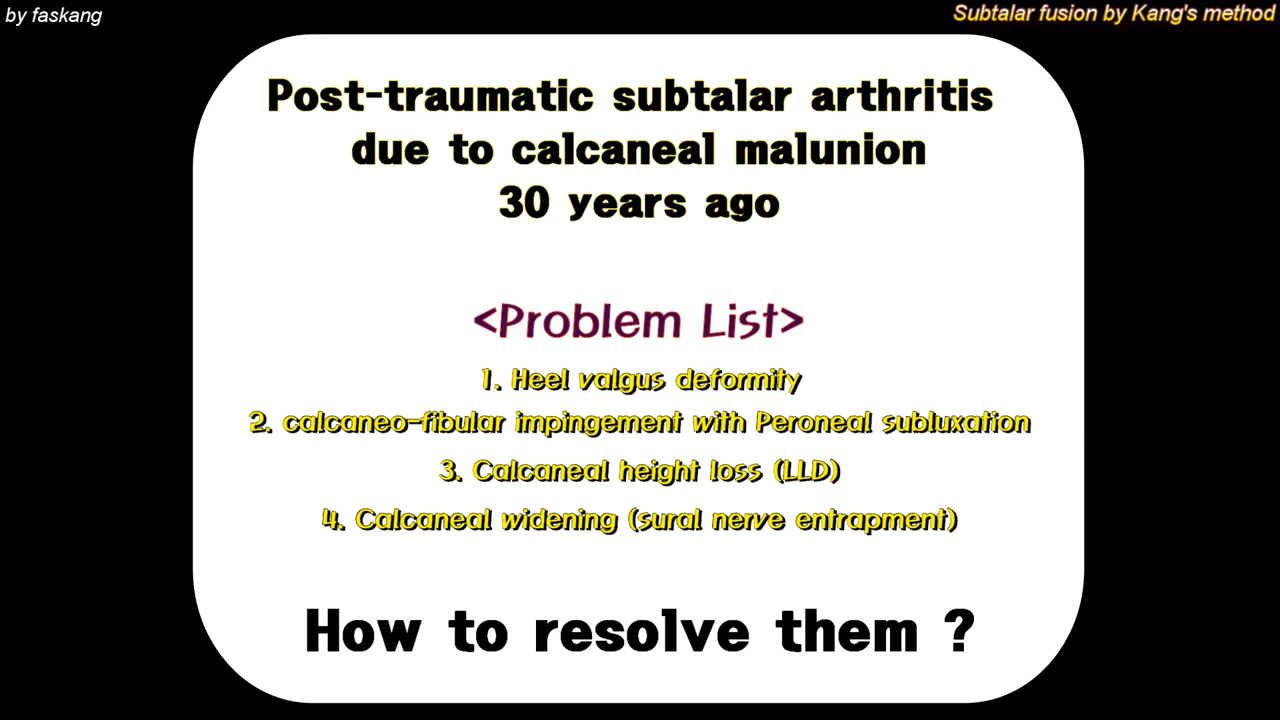 by faskang
Subtalar fusion by Kang's method
Post-traumatic subtalar arthritis
due to calcaneal malunion
30 years ago
<Problem List>
1. Heel valgus deformity
2. calcaneo-fibular impingement with Peroneal subluxation
3. Calcaneal height loss (LLD)
4. Calcaneal widening (sural nerve entrapment)
How to resolve them ?